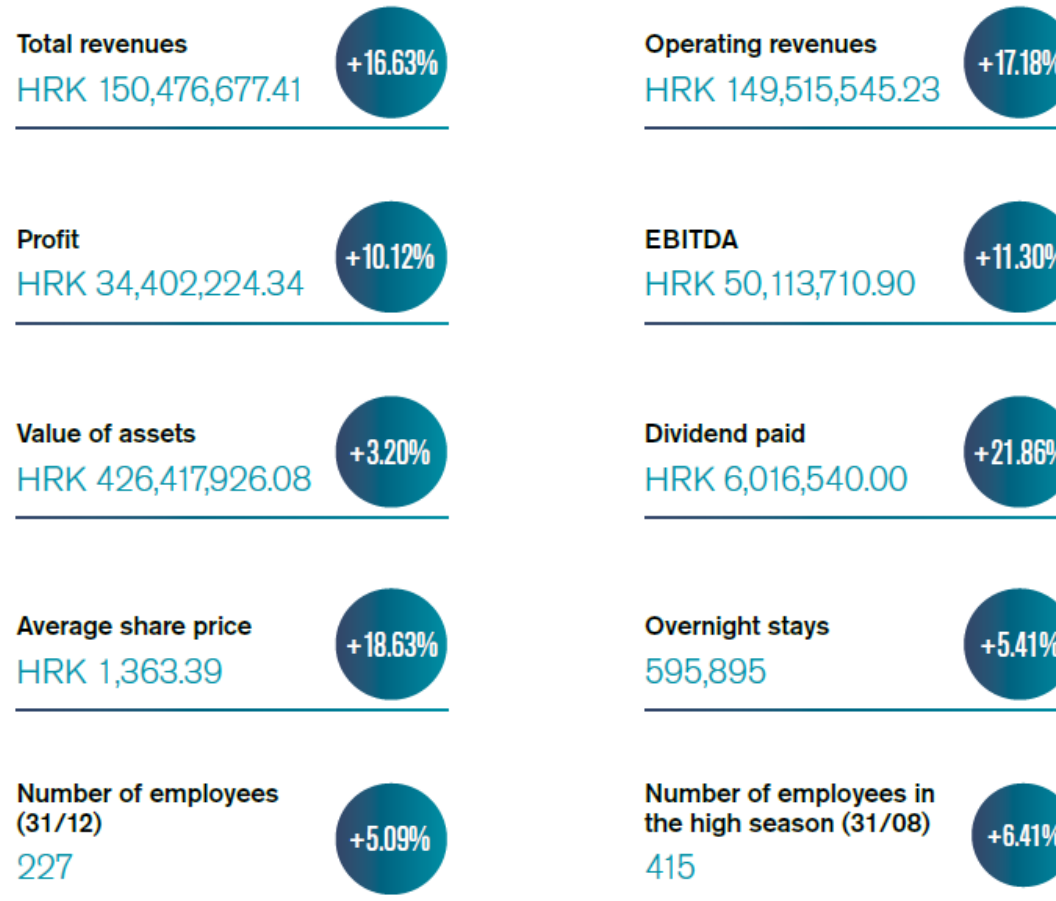 Total revenues
HRK 150,476,677.41
+16.63%
Operating revenues
HRK 149,515,545.23
+17.18%
Profit
HRK 34,402,224.34
+10.12%
EBITDA
HRK 50,113,710.90
+11.30%
Value of assets
HRK 426,417,926.08
+3.20%
Dividend paid
HRK 6,016,540.00
+21.86%
Average share price
HRK 1,363.39
+18.63%
Overnight stays
595,895
+5.41%
Number of employees
(31/12)
227
+5.09%
Number of employees in
the high season (31/08)
415
+6.41%